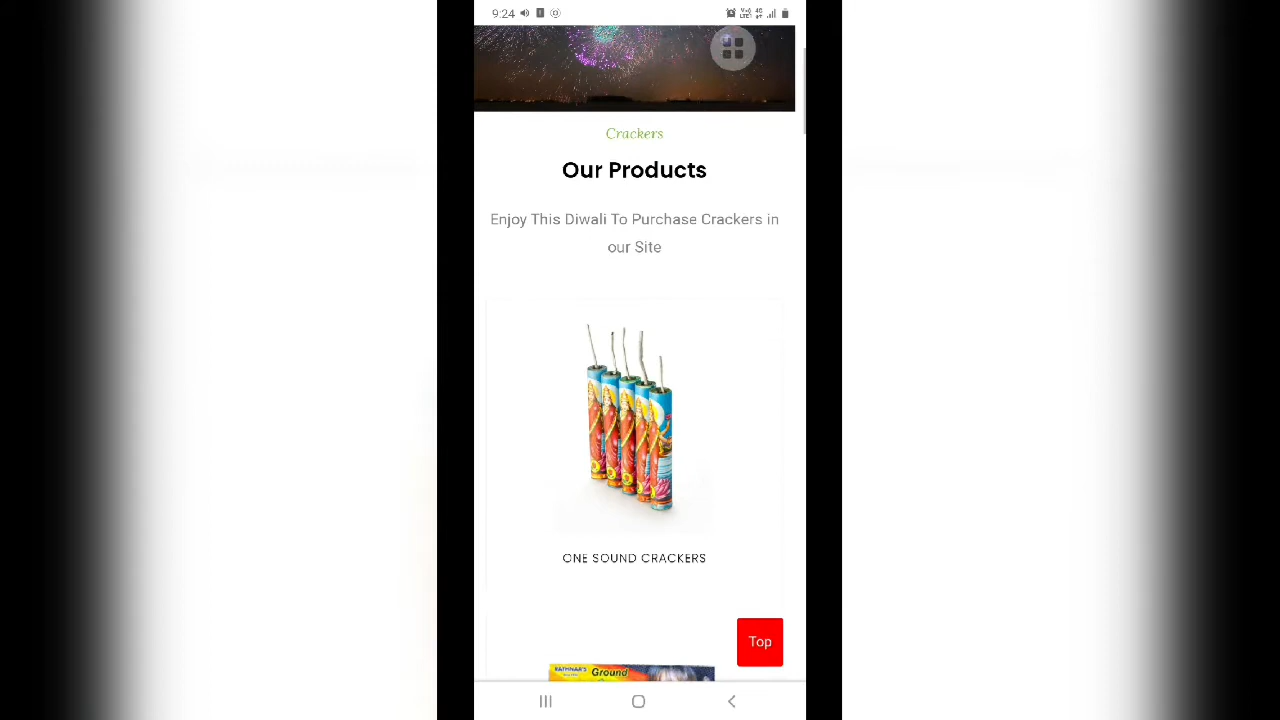 9:24
Crackers
Our Products
Enjoy This Diwali To Purchase Crackers in
our Site
ONE SOUND CRACKERS
Top
Ground